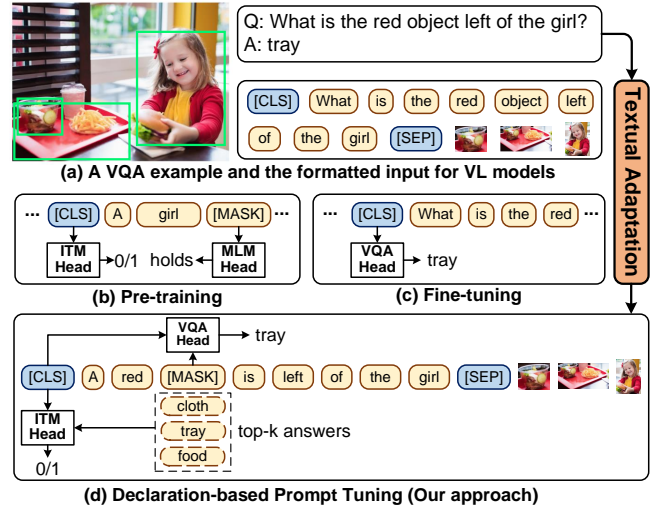 Q: What is the red object left of the girl?
A: tray
[CLS] What is the red object left
of the girl [SEP]
Textual Adaptation
(a) A VQA example and the formatted input for VL models
... [CLS] A girl [MASK] ...
ITM Head 0/1 holds MLM Head
(b) Pre-training
... [CLS] What is the red ...
VQA Head tray
(c) Fine-tuning
VQA Head tray
[CLS] A red [MASK] is left of the girl [SEP]
cloth
ITM Head tray top-k answers
food
0/1
(d) Declaration-based Prompt Tuning (Our approach)